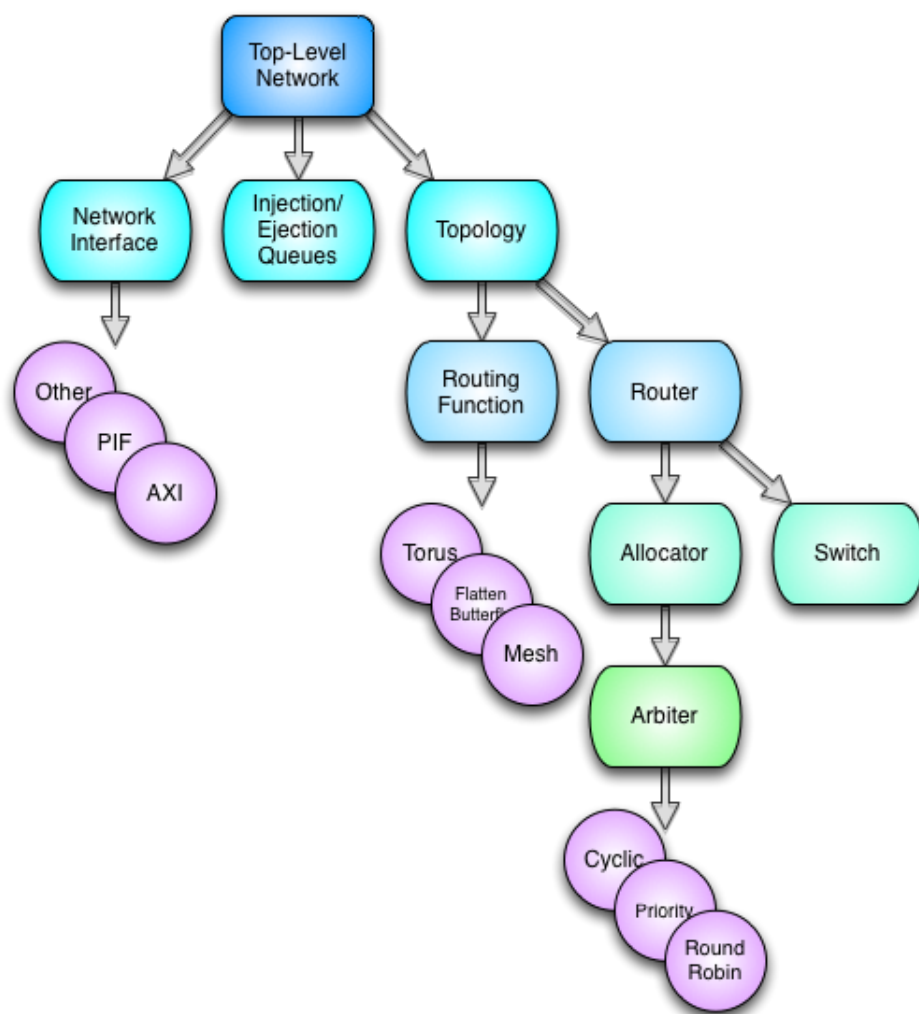 Top-Level
Network
Network
Interface
Injection/
Ejection
Queues
Topology
Other
PIF
AXI
Routing
Function
Router
Torus
Flatten
Mesh
Allocator
Switch
Arbiter
Cyclic
Priority
Round
Robin